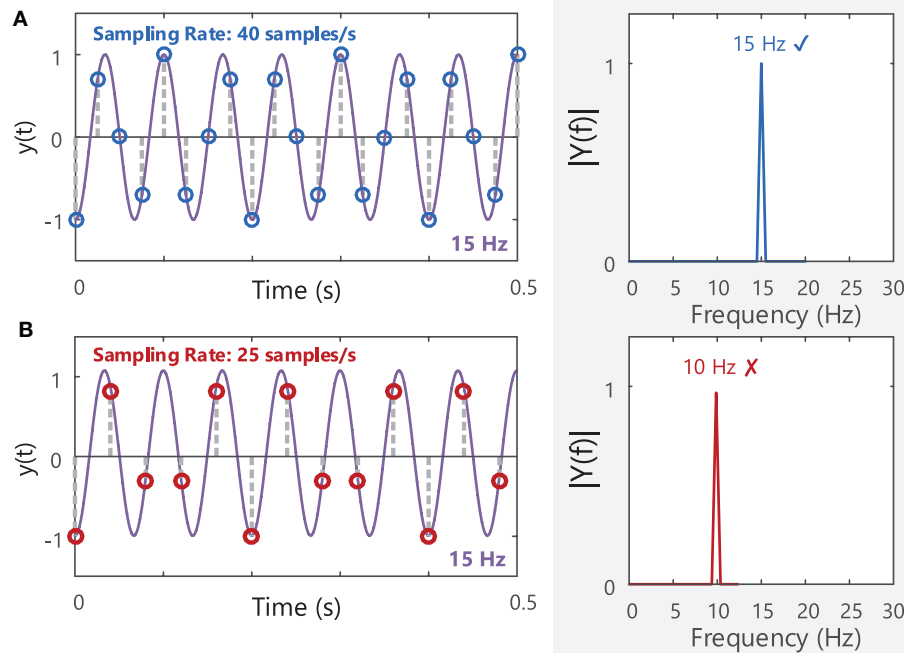 A
Sampling Rate: 40 samples/s
1
0
-1
y(t)
15 Hz
0
0.5
Time (s)
15 Hz ✓
1
0
|Y(f)|
0 5 10 15 20 25 30
Frequency (Hz)
B
Sampling Rate: 25 samples/s
1
0
-1
y(t)
15 Hz
0
0.5
Time (s)
10 Hz ✗
1
0
|Y(f)|
0 5 10 15 20 25 30
Frequency (Hz)